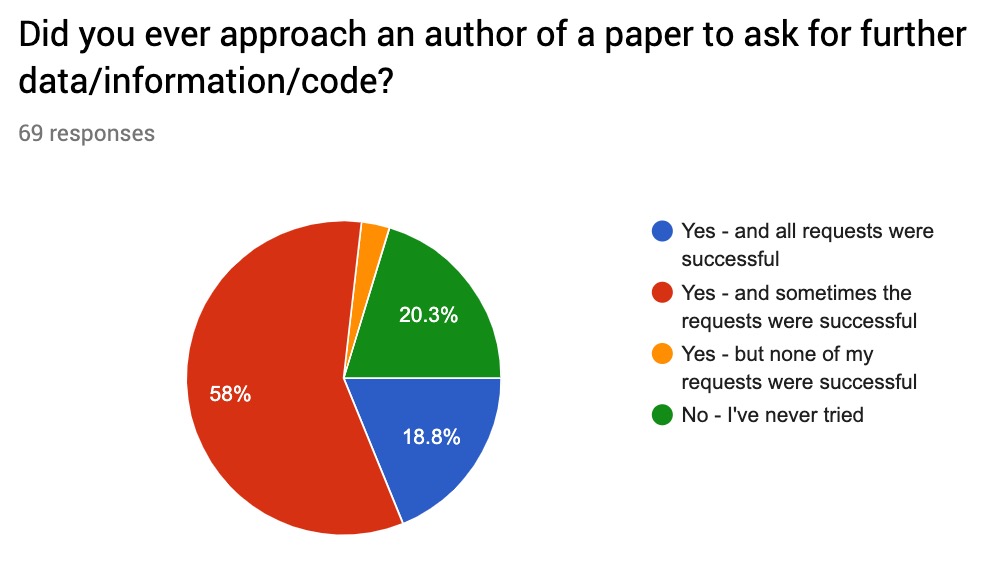 Did you ever approach an author of a paper to ask for further
data/information/code?
69 responses
Yes - and all requests were
successful
Yes - and sometimes the
requests were successful
Yes - but none of my
requests were successful
No - I've never tried
20.3%
58%
18.8%